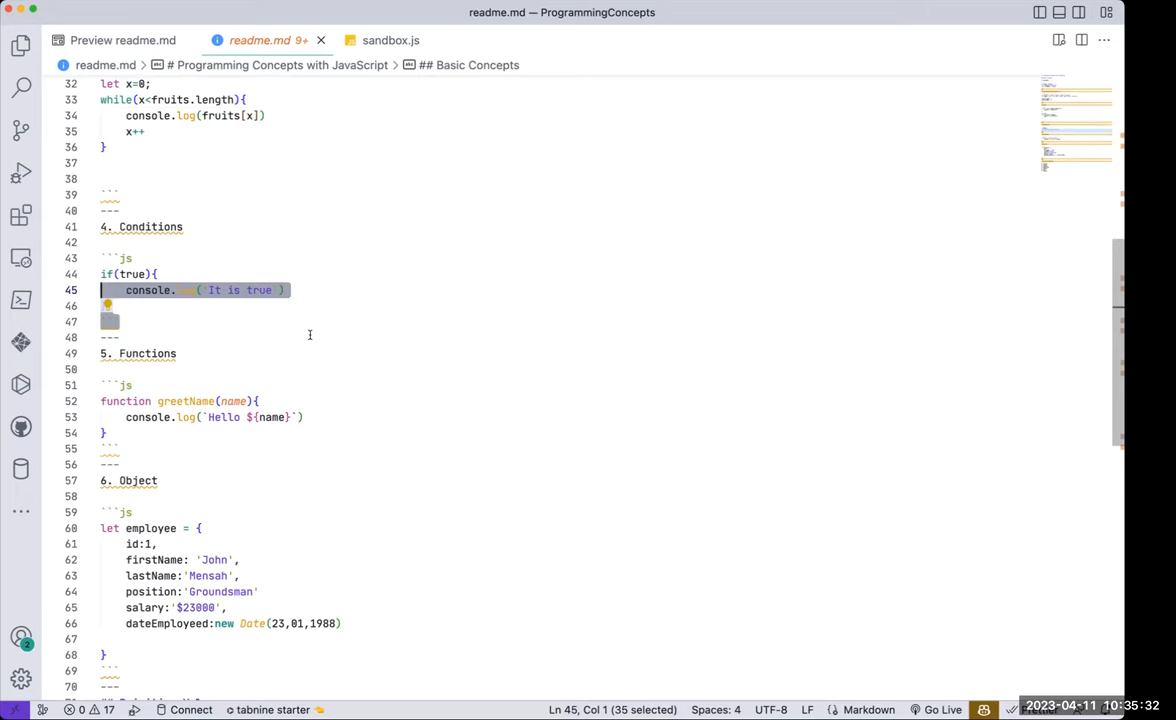 readme.md — ProgrammingConcepts
Preview readme.md
readme.md 9+
sandbox.js
readme.md > # Programming Concepts with JavaScript > ## Basic Concepts
32 let x=0;
33 while(x<fruits.length){
34 console.log(fruits[x])
35 x++
36 }
37
38
39 ```
40 ---
41 4. Conditions
42
43 ```js
44 if(true){
45 console.log('It is true')
46
47
48 ---
49 5. Functions
50
51 ```js
52 function greetName(name){
53 console.log(`Hello ${name}`)
54 }
55 ```
56 ---
57 6. Object
58
59 ```js
60 let employee = {
61 id:1,
62 firstName: 'John',
63 lastName:'Mensah',
64 position:'Groundsman'
65 salary:'$23000',
66 dateEmployeed:new Date(23,01,1988)
67
68 }
69 ```
70 ---
2
0 17
Connect
tabnine starter
Ln 45, Col 1 (35 selected)
Spaces: 4
UTF-8
LF
Markdown
Go Live
2023-04-11 10:35:32